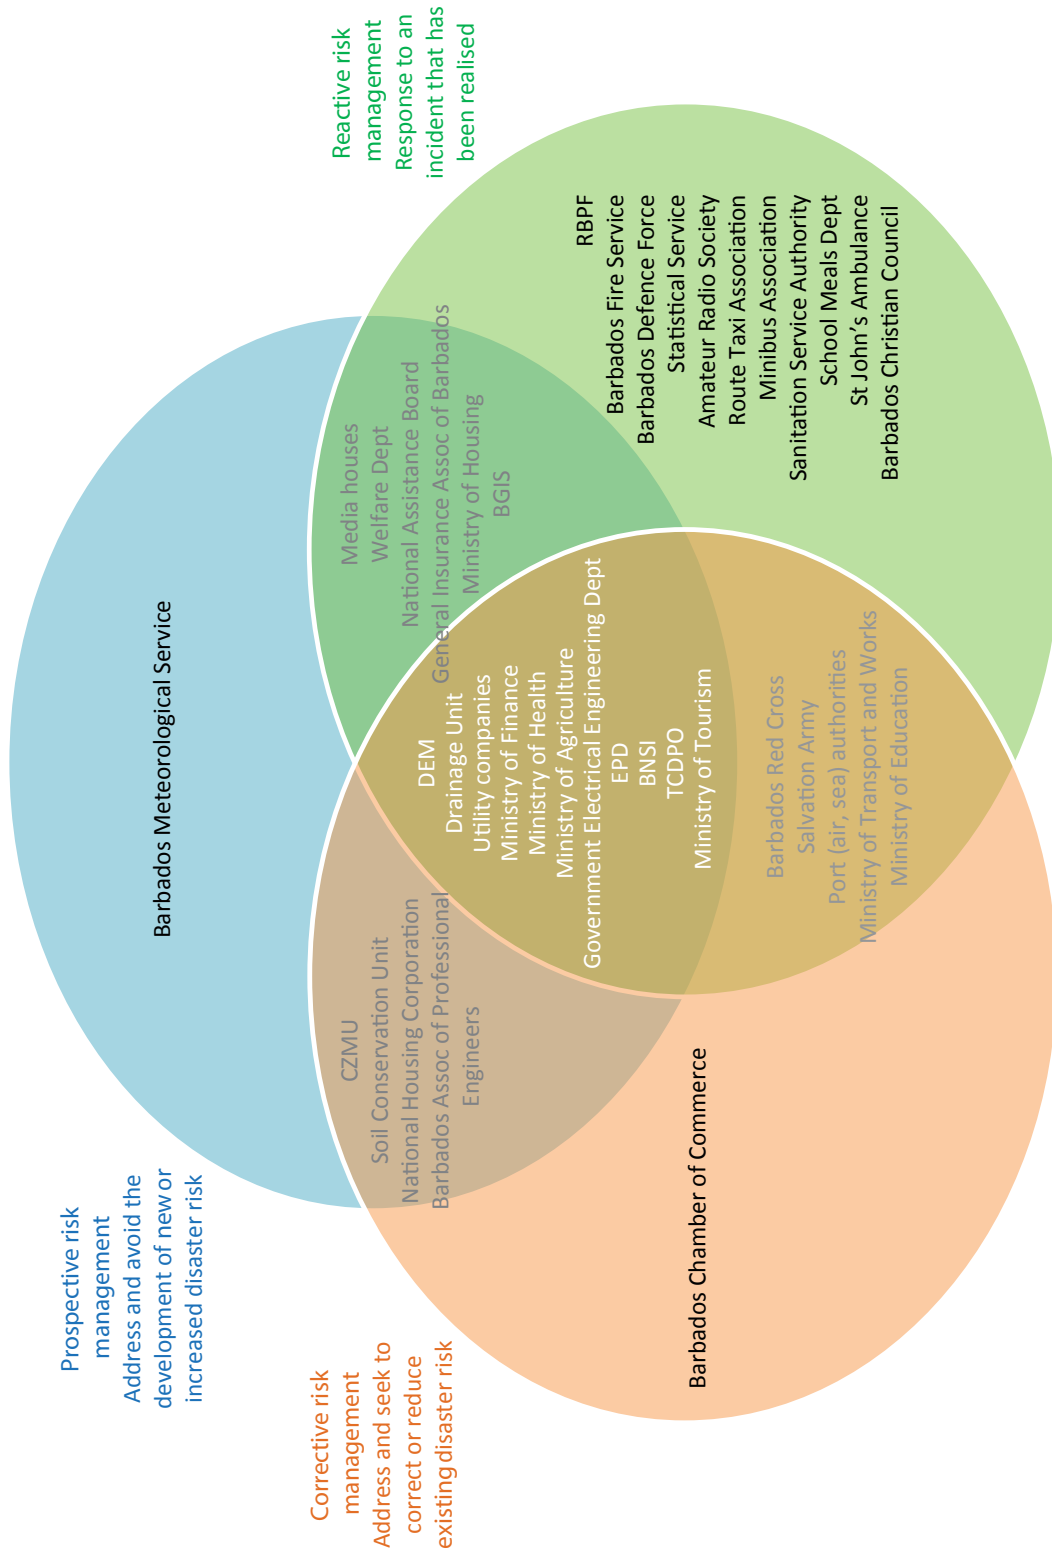 Prospective risk
management
Address and avoid the
development of new or
increased disaster risk
Barbados Meteorological Service
Reactive risk
management
Response to an
incident that has
been realised
Corrective risk
management
Address and seek to
correct or reduce
existing disaster risk
CZMU
Soil Conservation Unit
National Housing Corporation
Barbados Assoc of Professional
Engineers
Media houses
Welfare Dept
National Assistance Board
General Insurance Assoc of Barbados
Ministry of Housing
BGIS
DEM
Drainage Unit
Utility companies
Ministry of Finance
Ministry of Health
Ministry of Agriculture
Government Electrical Engineering Dept
EPD
BNSI
TCDPO
Ministry of Tourism
RBPF
Barbados Fire Service
Barbados Defence Force
Statistical Service
Amateur Radio Society
Route Taxi Association
Minibus Association
Sanitation Service Authority
School Meals Dept
St John's Ambulance
Barbados Christian Council
Barbados Chamber of Commerce
Barbados Red Cross
Salvation Army
Port (air, sea) authorities
Ministry of Transport and Works
Ministry of Education